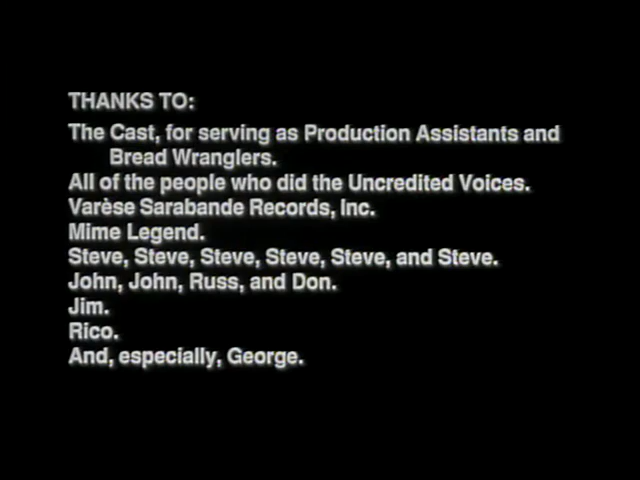 THANKS TO:
The Cast, for serving as Production Assistants and
Bread Wranglers.
All of the people who did the Uncredited Voices.
Varèse Sarabande Records, Inc.
Mime Legend.
Steve, Steve, Steve, Steve, Steve, and Steve.
John, John, Russ, and Don.
Jim.
Rico.
And, especially, George.